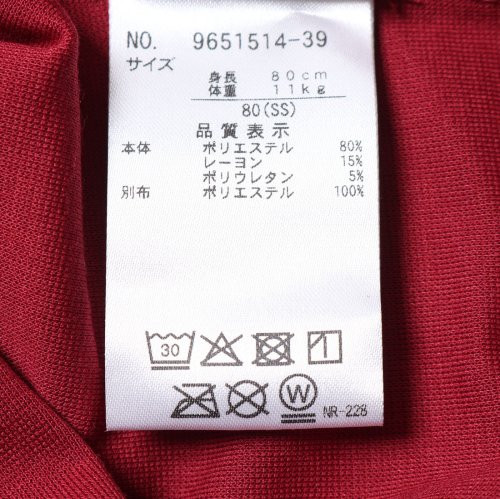 NO. 9651514-39
サイズ
身長 80cm
体重 11kg
80(SS)
品質表示
本体 ポリエステル 80%
レーヨン 15%
ポリウレタン 5%
別布 ポリエステル 100%
30
W
NR-228